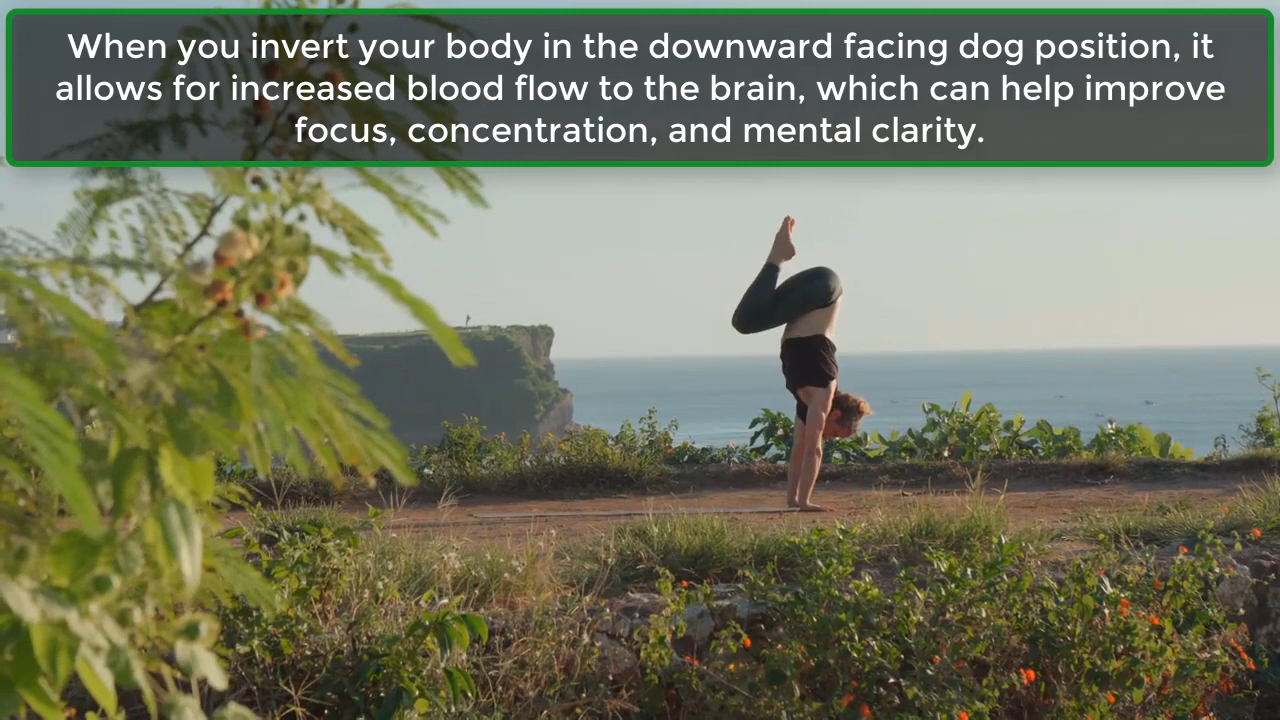 When you invert your body in the downward facing dog position, it
allows for increased blood flow to the brain, which can help improve
focus, concentration, and mental clarity.